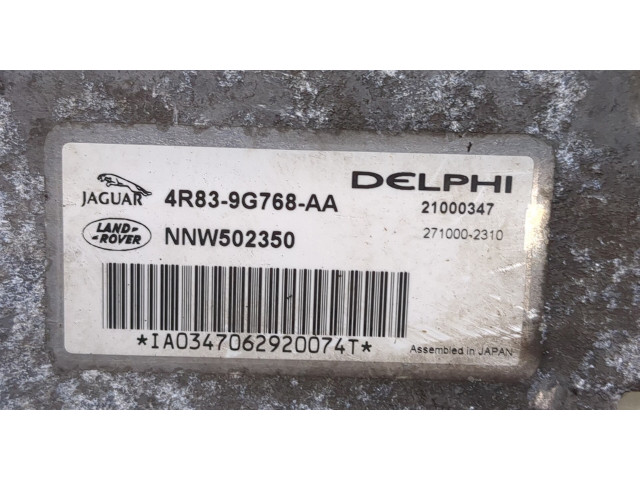 JAGUAR 4R83-9G768-AA DELPHI
21000347
LAND-ROVER NNW502350 271000-2310
*IA0347062920074T*
Assembled in JAPAN